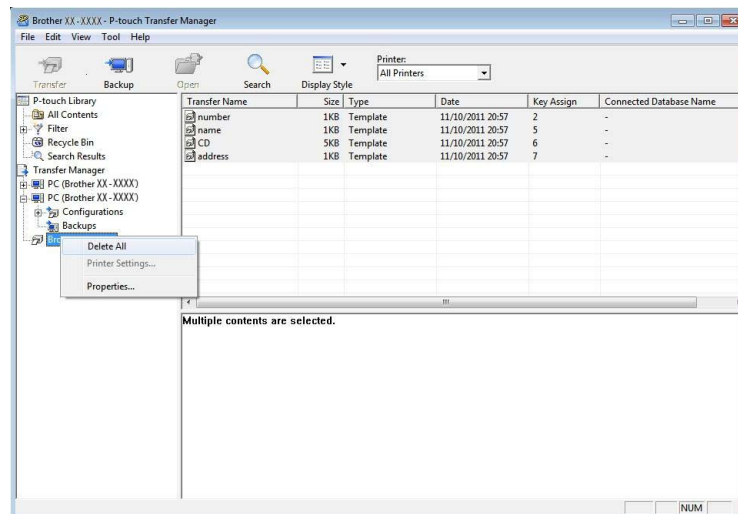 Brother XX-XXXX - P-touch Transfer Manager
File Edit View Tool Help
Transfer Backup Open Search Display Style
Printer:
All Printers
P-touch Library
All Contents
Filter
Recycle Bin
Search Results
Transfer Manager
PC (Brother XX-XXXX)
PC (Brother XX-XXXX)
Configurations
Backups
Delete All
Printer Settings...
Properties...
Transfer Name Size Type Date Key Assign Connected Database Name
number 1KB Template 11/10/2011 20:57 2 -
name 1KB Template 11/10/2011 20:57 5 -
CD 5KB Template 11/10/2011 20:57 6 -
address 1KB Template 11/10/2011 20:57 7 -
Multiple contents are selected.
NUM